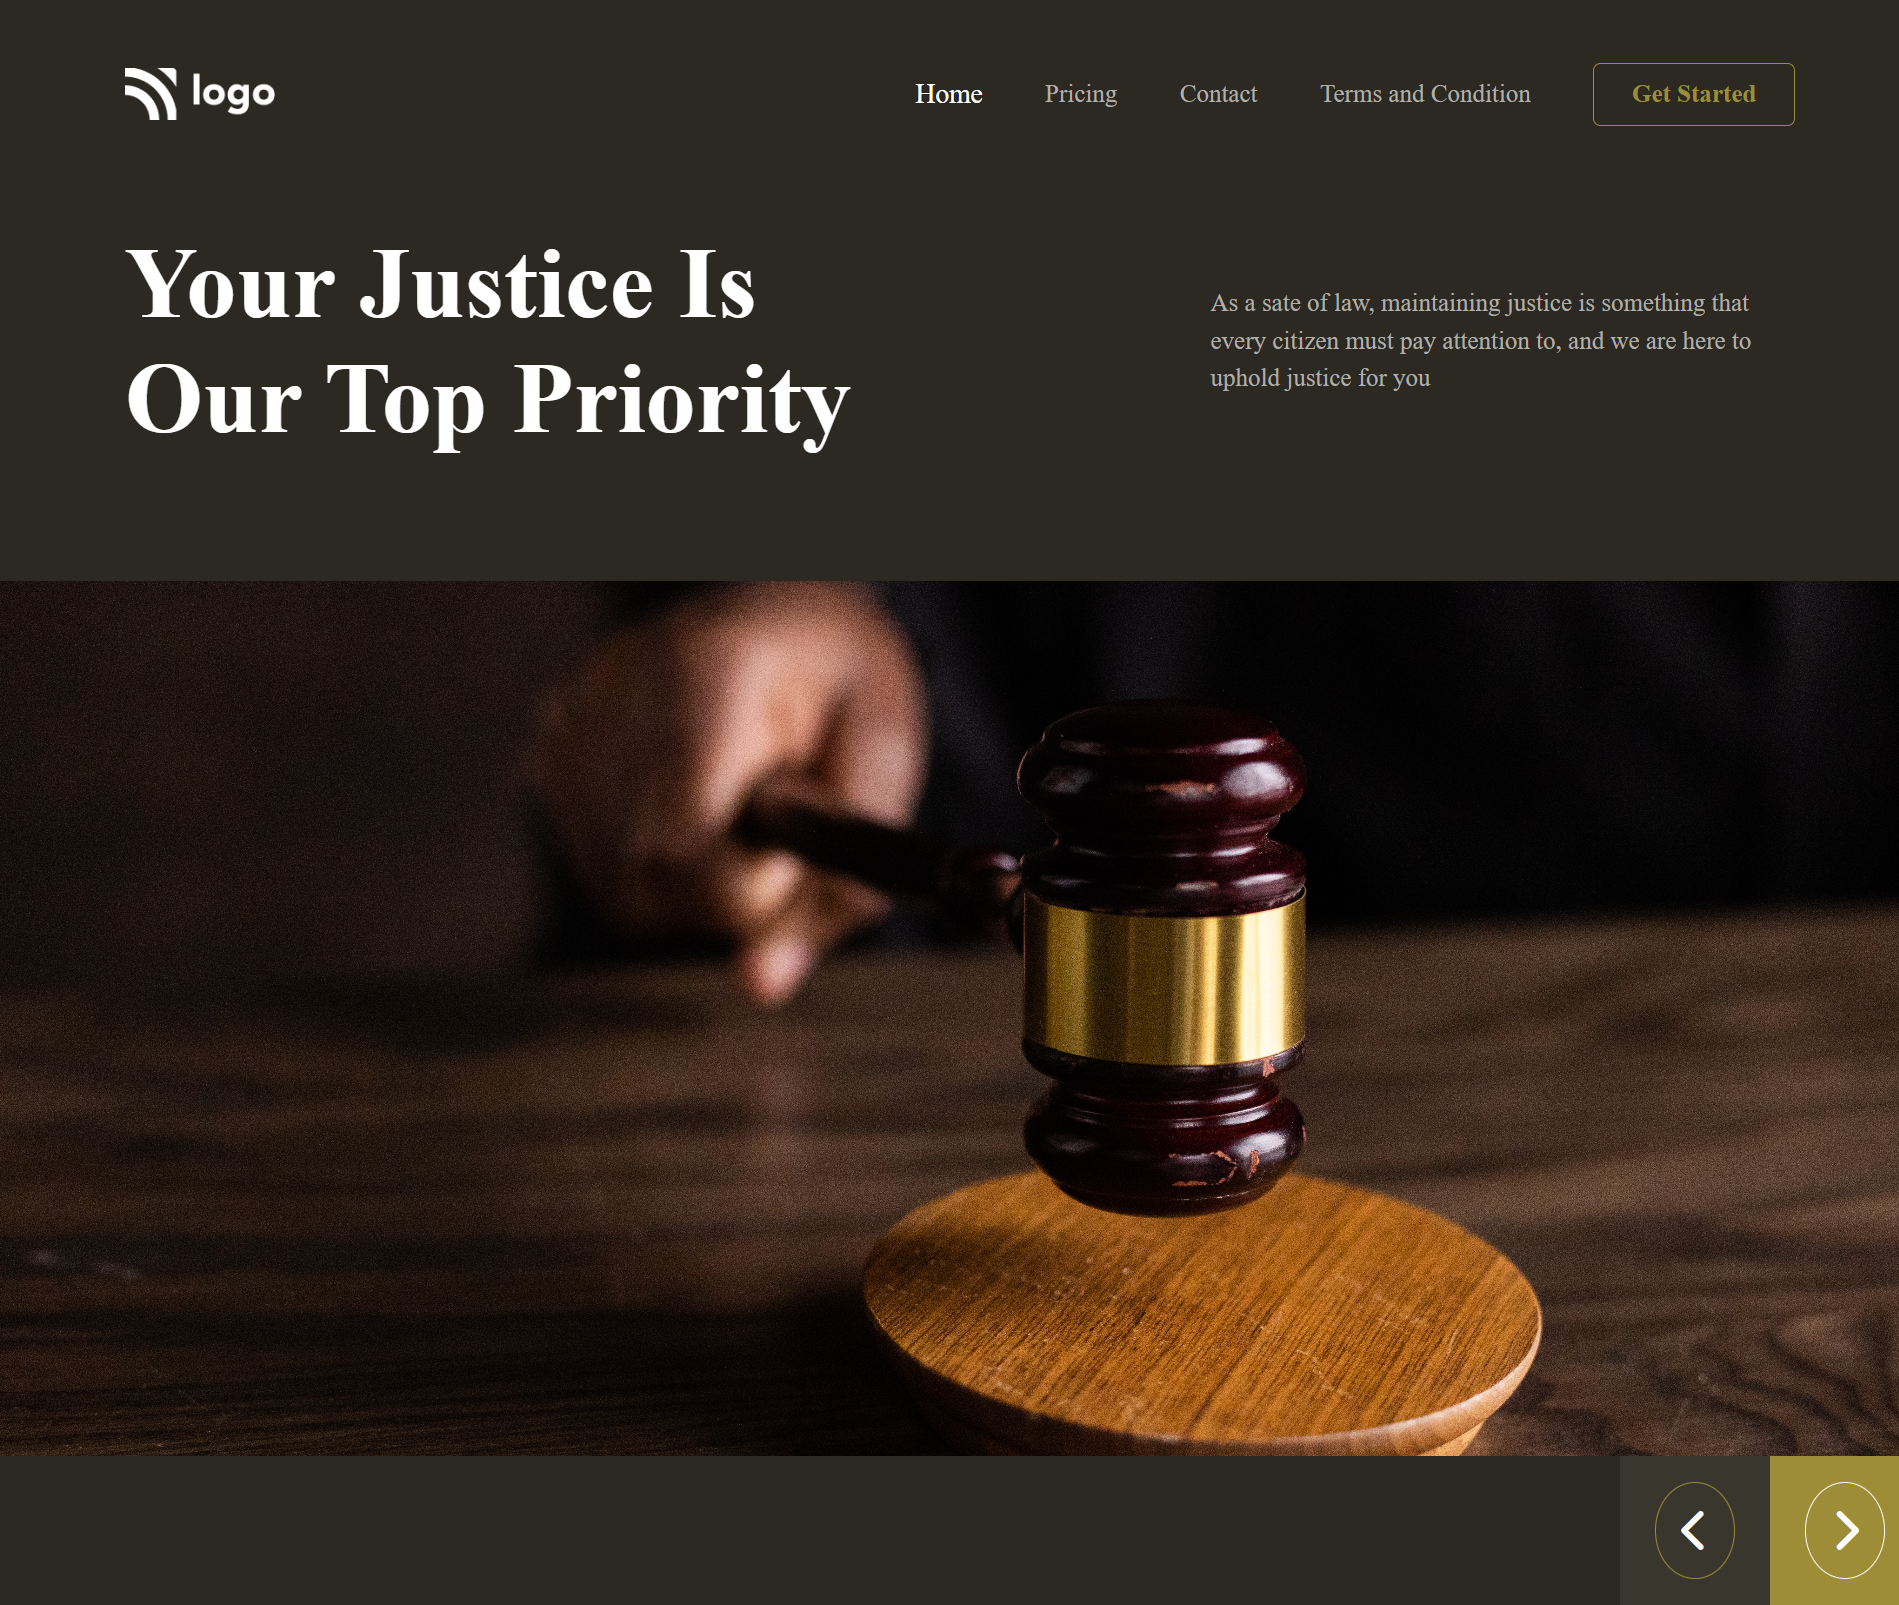 logo
Home Pricing Contact Terms and Condition Get Started
Your Justice Is
Our Top Priority
As a sate of law, maintaining justice is something that
every citizen must pay attention to, and we are here to
uphold justice for you